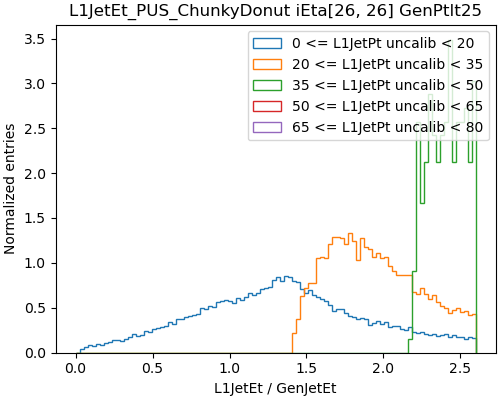 L1JetEt_PUS_ChunkyDonut iEta[26, 26] GenPtlt25
0 <= L1JetPt uncalib < 20
20 <= L1JetPt uncalib < 35
35 <= L1JetPt uncalib < 50
50 <= L1JetPt uncalib < 65
65 <= L1JetPt uncalib < 80
Normalized entries
3.5
3.0
2.5
2.0
1.5
1.0
0.5
0.0
0.0 0.5 1.0 1.5 2.0 2.5
L1JetEt / GenJetEt